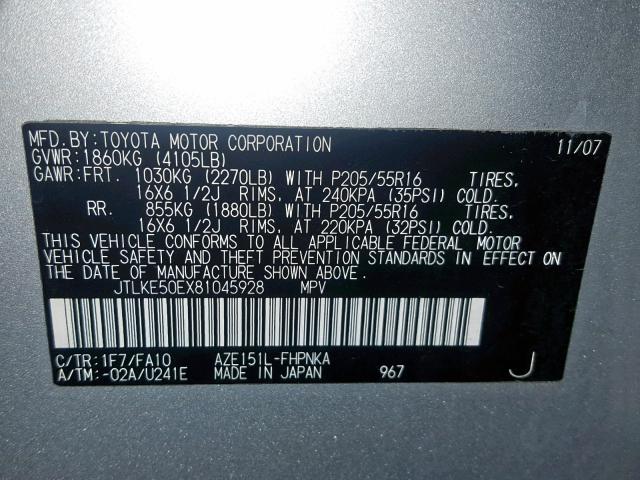 MFD.BY:TOYOTA MOTOR CORPORATION 11/07
GVWR:1860KG (4105LB)
GAWR:FRT. 1030KG (2270LB) WITH P205/55R16 TIRES,
16X6 1/2J RIMS, AT 240KPA (35PSI) COLD.
RR. 855KG (1880LB) WITH P205/55R16 TIRES,
16X6 1/2J RIMS, AT 220KPA (32PSI) COLD.
THIS VEHICLE CONFORMS TO ALL APPLICABLE FEDERAL MOTOR
VEHICLE SAFETY AND THEFT PREVENTION STANDARDS IN EFFECT ON
THE DATE OF MANUFACTURE SHOWN ABOVE.
JTLKE50EX81045928 MPV
C/TR:1F7/FA10 AZE151L-FHPNKA
A/TM:-02A/U241E MADE IN JAPAN 967 J